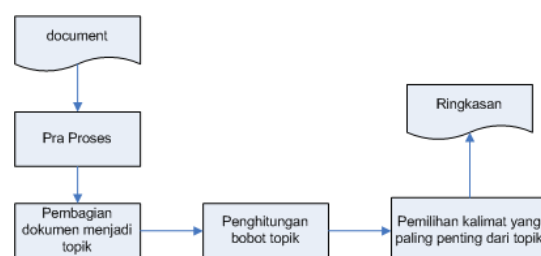 document
Pra Proses
Pembagian
dokumen menjadi
topik
Penghitungan
bobot topik
Pemilihan kalimat yang
paling penting dari topik
Ringkasan